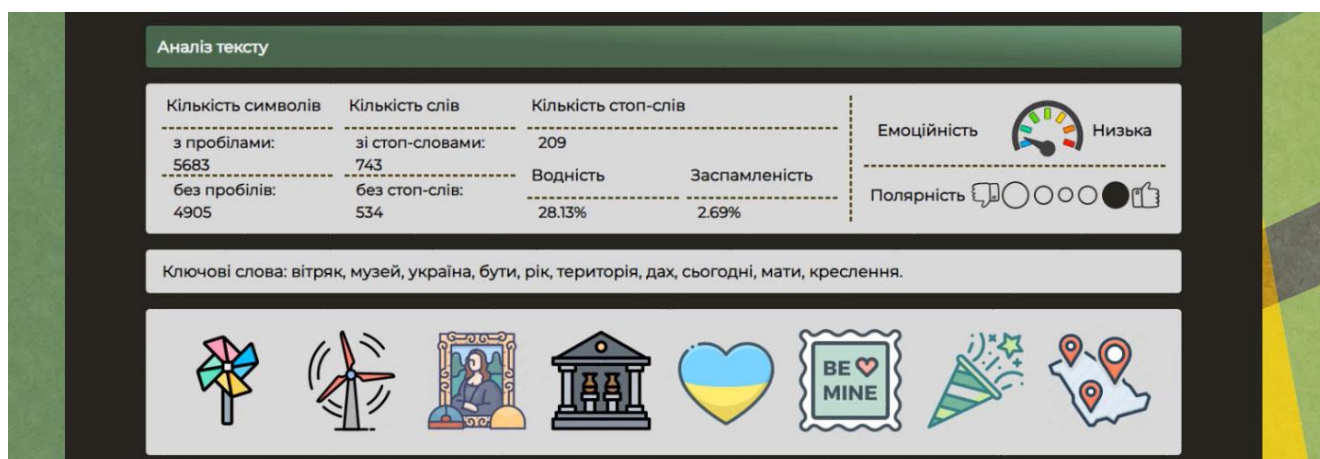 Аналіз тексту
Кількість символів
з пробілами:
5683
без пробілів:
4905
Кількість слів
зі стоп-словами:
743
без стоп-слів:
534
Кількість стоп-слів
209
Водність
28.13%
Заспамленість
2.69%
Емоційність
Низька
Полярність
Ключові слова: вітряк, музей, україна, бути, рік, територія, дах, сьогодні, мати, креслення.
BE
MINE